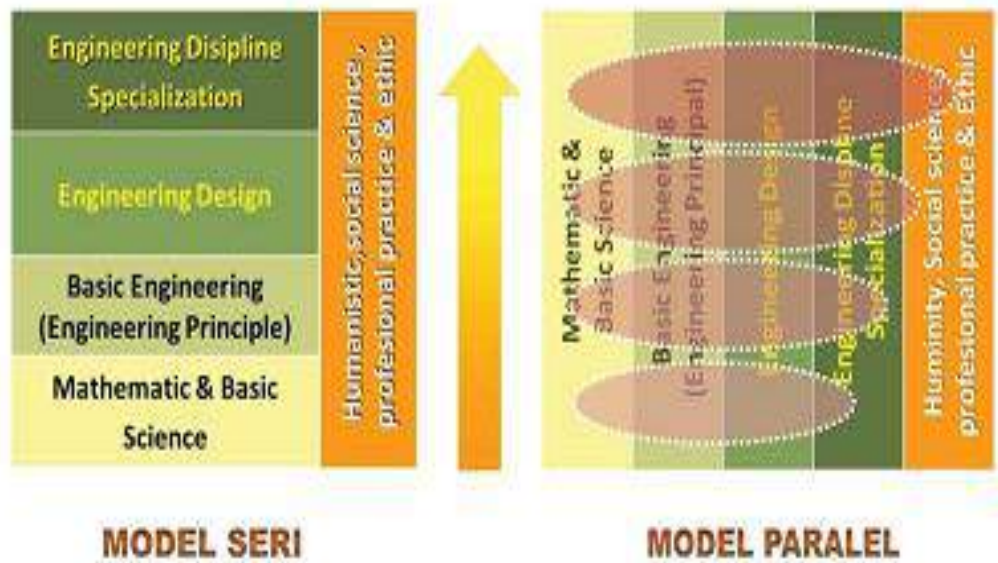 Engineering Disipline
Specialization
Engineering Design
Basic Engineering
(Engineering Principle)
Mathematic & Basic
Science
Humanistic,social science,
profesional practice & ethic
Mathematic &
Basic Science
Basic Engineering
(Engineering Principal)
Engineering Design
Engineering Disipline
Specialization
Huminity, Social science,
profesional practice & Ethic
MODEL SERI
MODEL PARALEL